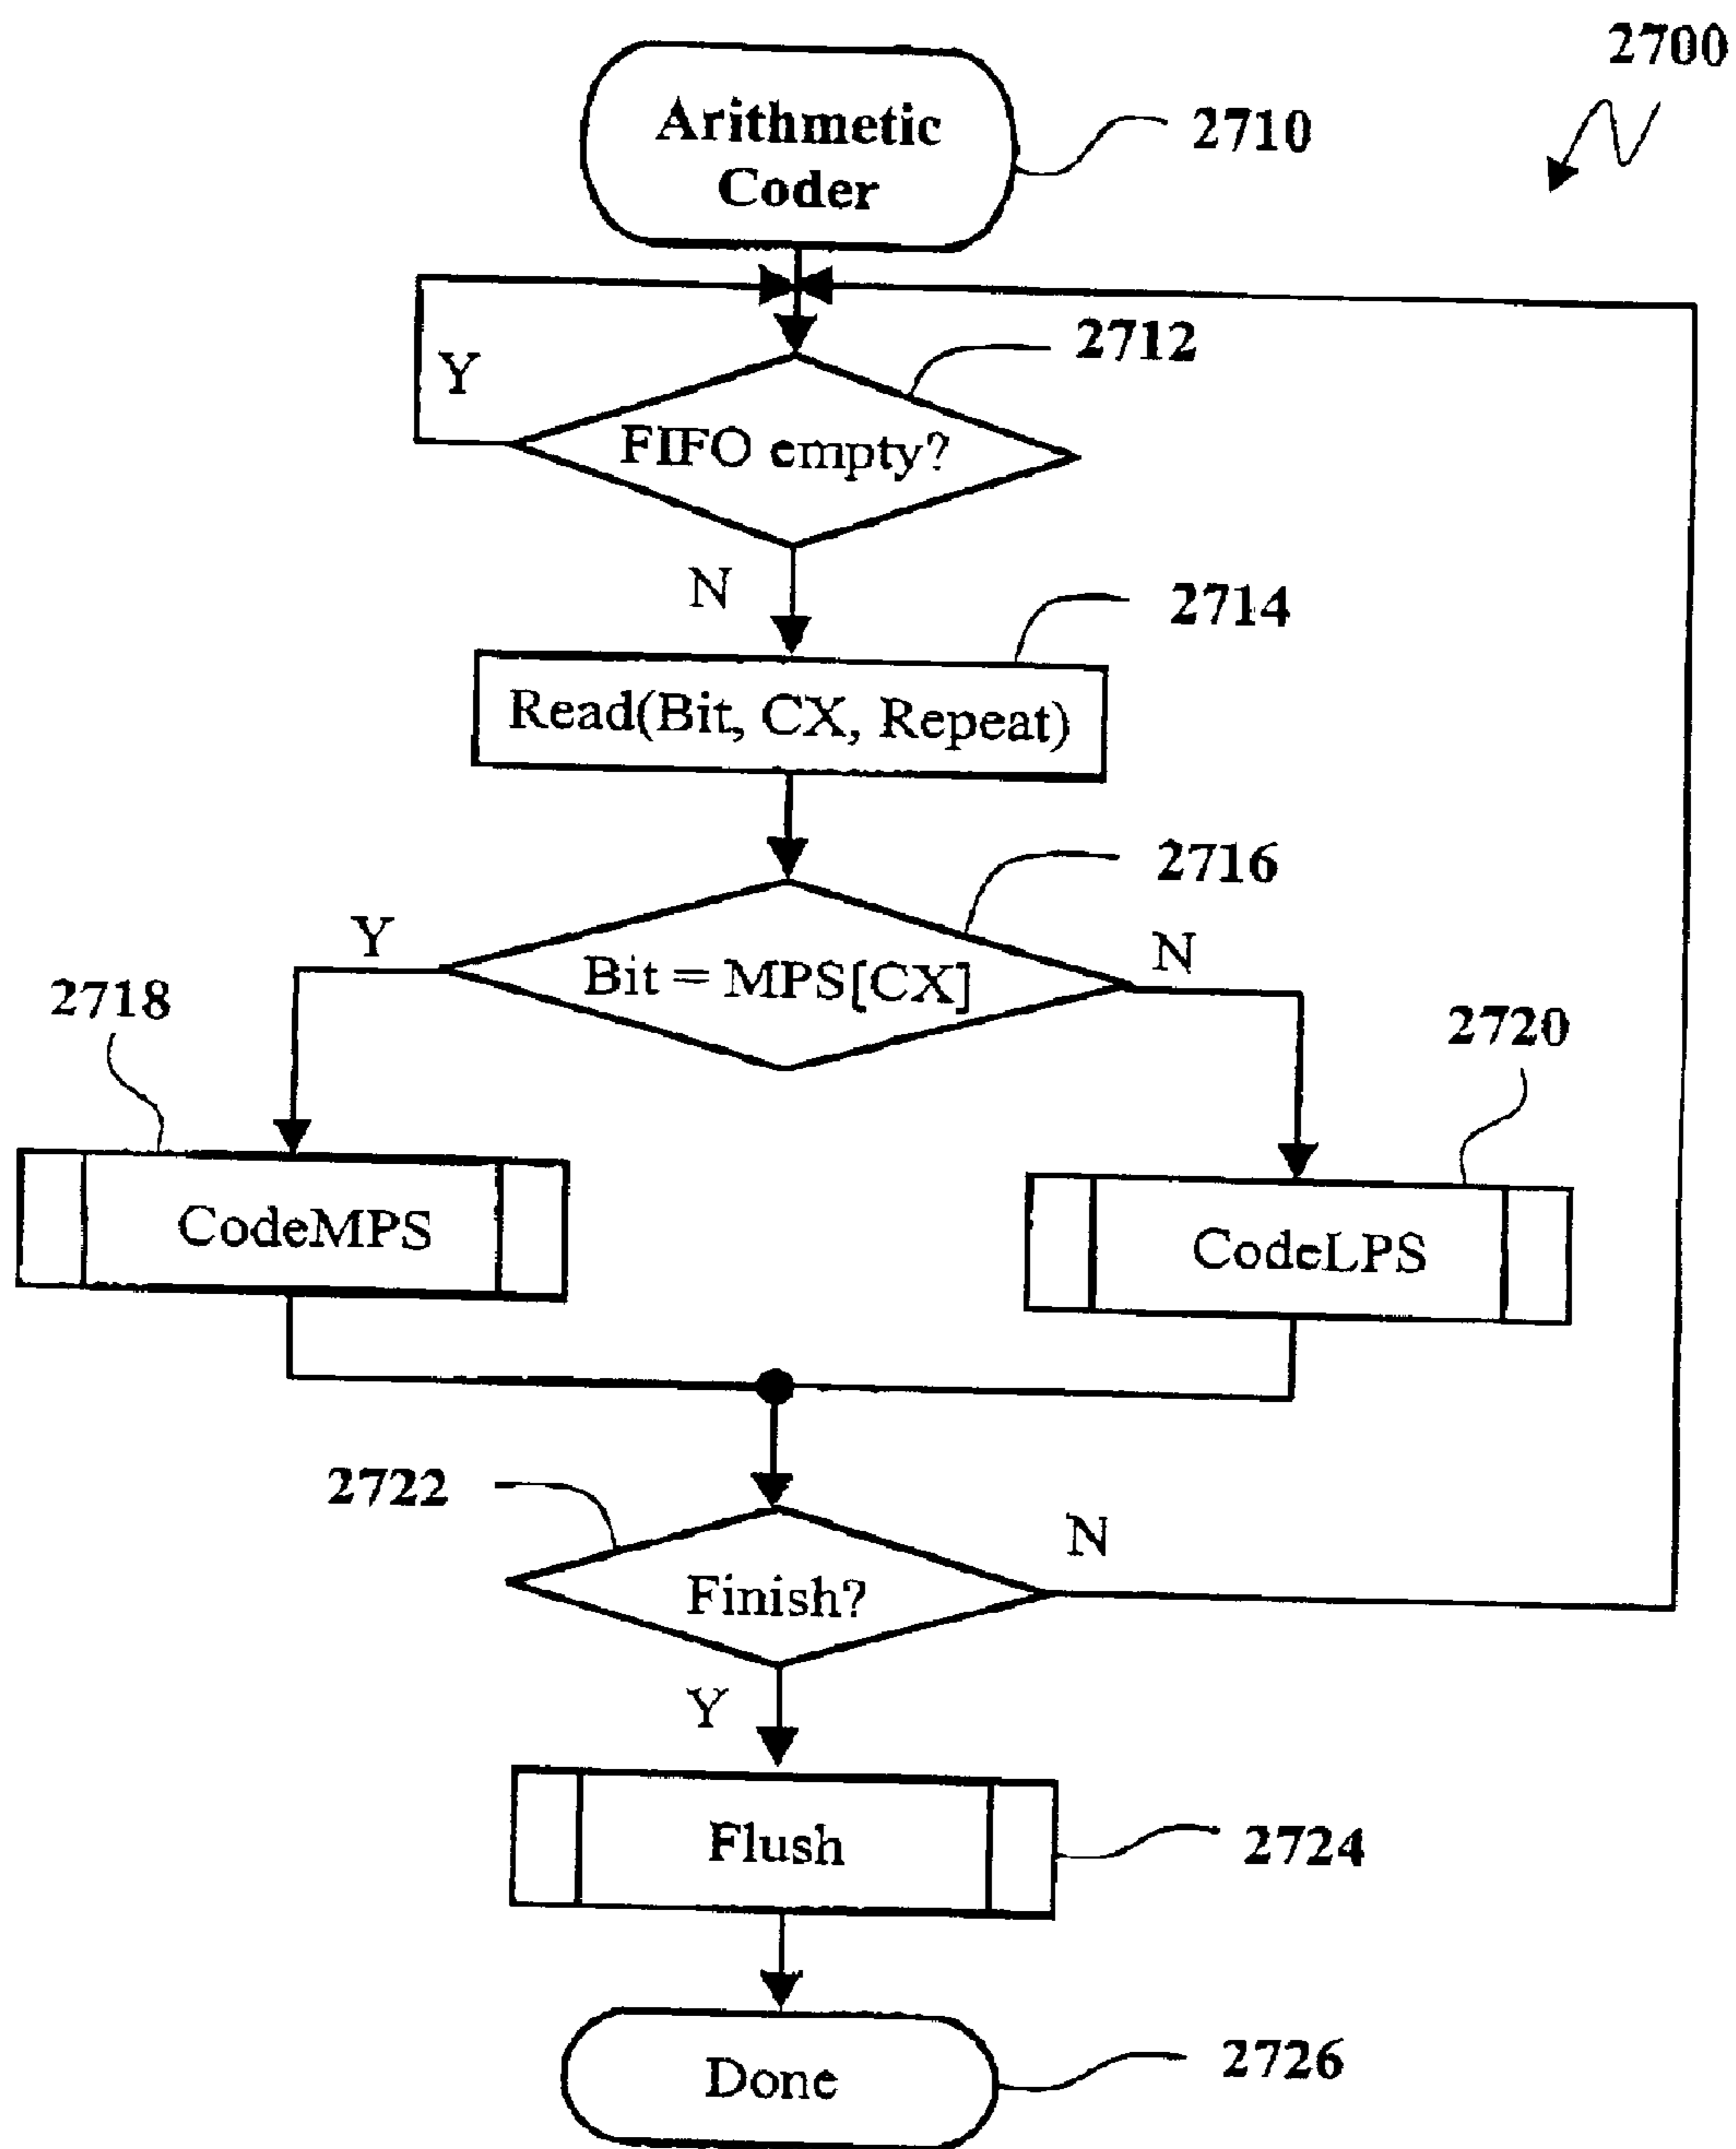 2700
Arithmetic
Coder
2710
2712
Y
FIFO empty?
N
2714
Read(Bit, CX, Repeat)
2716
Y
N
Bit = MPS[CX]
2718
2720
CodeMPS
CodeLPS
2722
N
Finish?
Y
Flush
2724
Done
2726